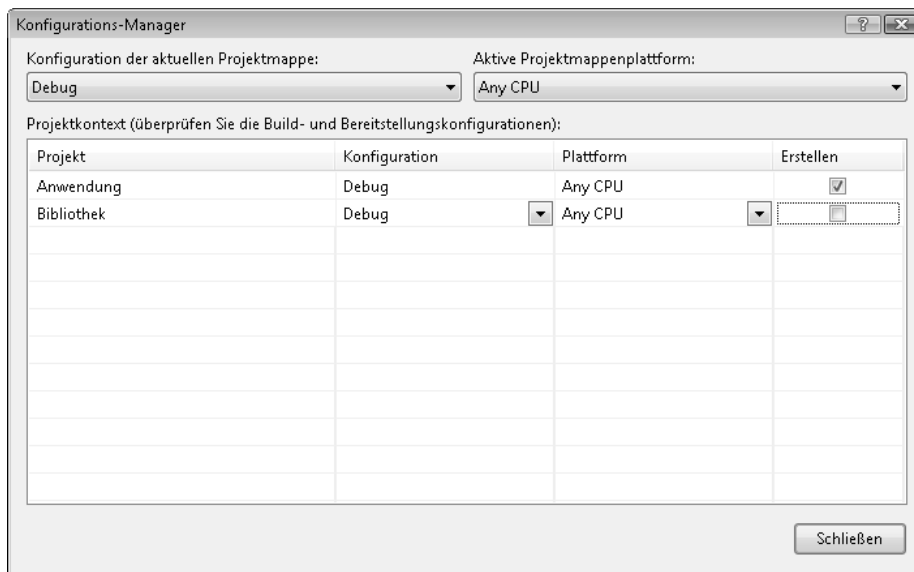 Konfigurations-Manager
Konfiguration der aktuellen Projektmappe: Aktive Projektmappenplattform:
Debug Any CPU
Projektkontext (überprüfen Sie die Build- und Bereitstellungskonfigurationen):
Projekt Konfiguration Plattform Erstellen
Anwendung Debug Any CPU
Bibliothek Debug Any CPU
Schließen